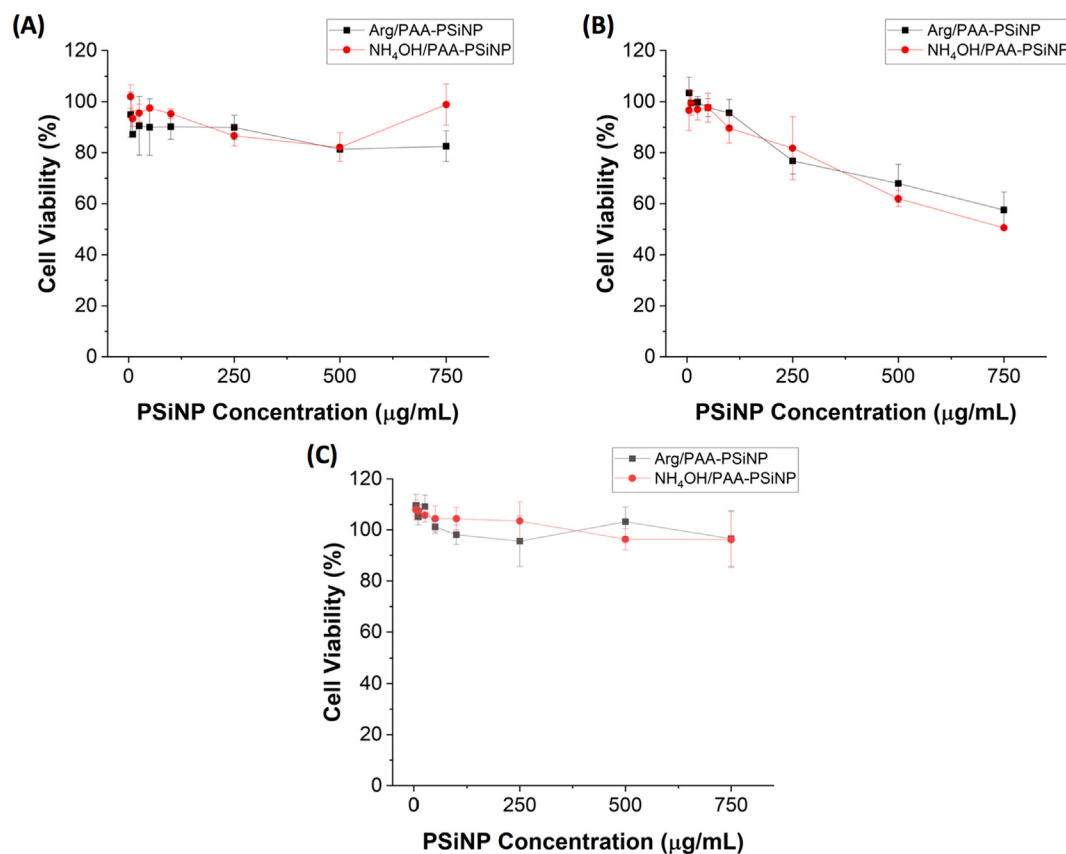 (A)
Arg/PAA-PSiNP
NH₄OH/PAA-PSiNP
120
100
80
60
40
20
0
Cell Viability (%)
0 250 500 750
PSiNP Concentration (μg/mL)
(B)
Arg/PAA-PSiNP
NH₄OH/PAA-PSiNP
120
100
80
60
40
20
0
Cell Viability (%)
0 250 500 750
PSiNP Concentration (μg/mL)
(C)
Arg/PAA-PSiNP
NH₄OH/PAA-PSiNP
120
100
80
60
40
20
0
Cell Viability (%)
0 250 500 750
PSiNP Concentration (μg/mL)